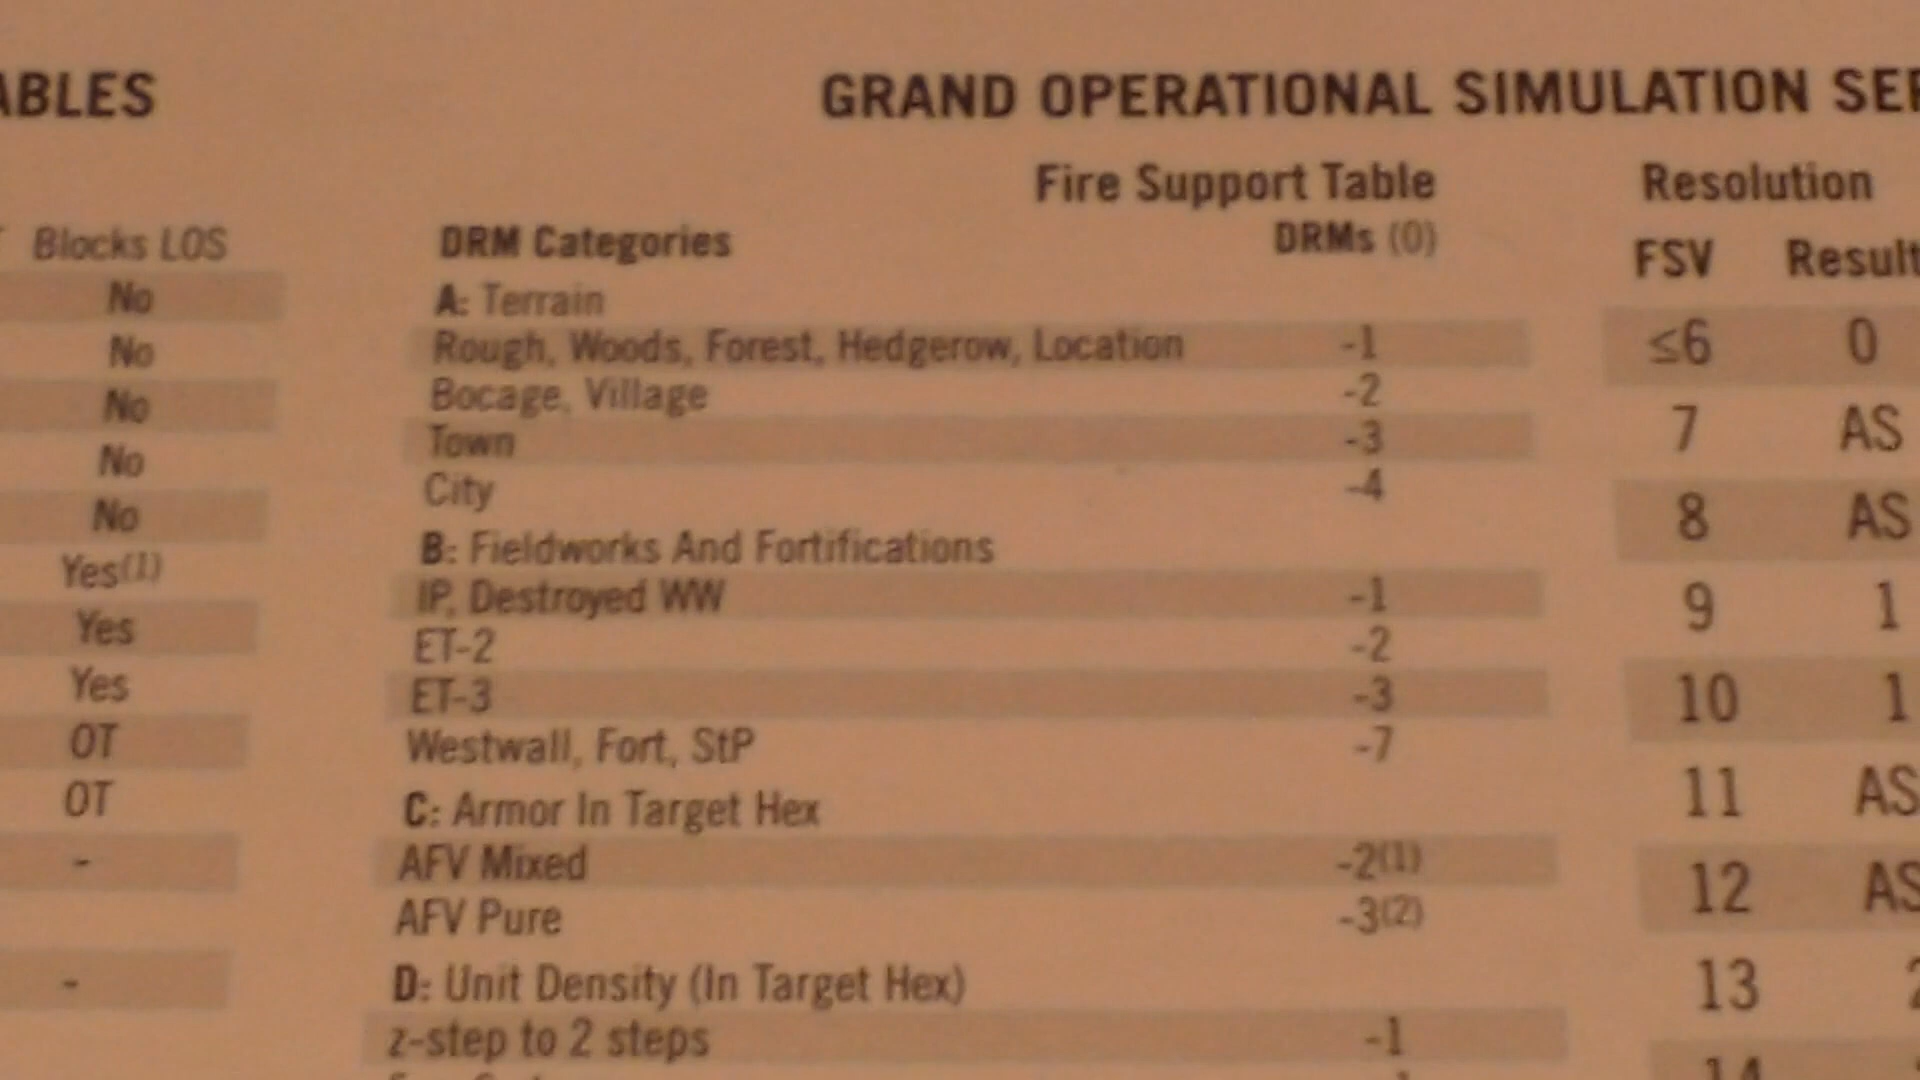 ABLES
GRAND OPERATIONAL SIMULATION
Fire Support Table
Resolution
Blocks LOS
DRM Categories
DRMs (0)
FSV Result
No
No
No
No
No
Yes(1)
Yes
Yes
OT
OT
-
-
A: Terrain
Rough, Woods, Forest, Hedgerow, Location -1
Bocage, Village -2
Town -3
City -4
B: Fieldworks And Fortifications
IP, Destroyed WW -1
ET-2 -2
ET-3 -3
Westwall, Fort, StP -7
C: Armor In Target Hex
AFV Mixed -2(1)
AFV Pure -3(2)
D: Unit Density (In Target Hex)
z-step to 2 steps -1
≤6 0
7 AS
8 AS
9 1
10 1
11 AS
12 AS
13 2
14